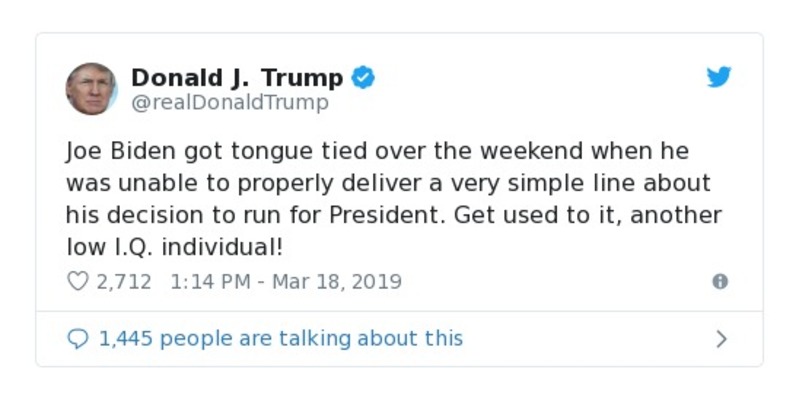 Donald J. Trump
@realDonaldTrump
Joe Biden got tongue tied over the weekend when he
was unable to properly deliver a very simple line about
his decision to run for President. Get used to it, another
low I.Q. individual!
2,712 1:14 PM - Mar 18, 2019
1,445 people are talking about this